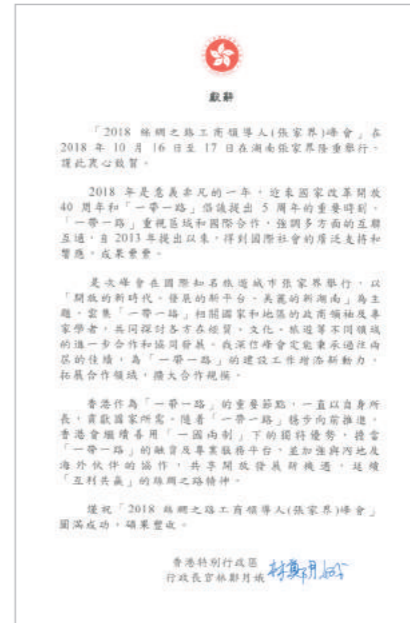 獻辭
「2018 絲綢之路工商領導人(張家界)峰會」在
2018 年 10 月 16 日至 17 日在湖南張家界隆重舉行，
謹此衷心致賀。
2018 年是意義非凡的一年，迎來國家改革開放
40 周年和「一帶一路」倡議提出 5 周年的重要時刻。
「一帶一路」重視區域和國際合作，強調多方面的互聯
互通，自 2013 年提出以來，得到國際社會的廣泛支持和
響應，成果纍纍。
是次峰會在國際知名旅遊城市張家界舉行，以
「開放的新時代、發展的新平台、美麗的新湖南」為主
題，雲集「一帶一路」相關國家和地區的政商領袖及專
家學者，共同探討各方在經貿、文化、旅遊等不同領域
的進一步合作和協同發展。我深信峰會定能秉承過往兩
屆的佳績，為「一帶一路」的建設工作增添新動力，
拓展合作領域，擴大合作規模。
香港作為「一帶一路」的重要節點，一直以自身所
長，貢獻國家所需。隨着「一帶一路」穩步向前推進，
香港會繼續善用「一國兩制」下的獨特優勢，擔當
「一帶一路」的融資及專業服務平台，並加強與內地及
海外伙伴的協作，共享開放發展新機遇，延續
「互利共贏」的絲綢之路精神。
謹祝「2018 絲綢之路工商領導人(張家界)峰會」
圓滿成功，碩果豐收。
香港特別行政區
行政長官林鄭月娥 林鄭月娥